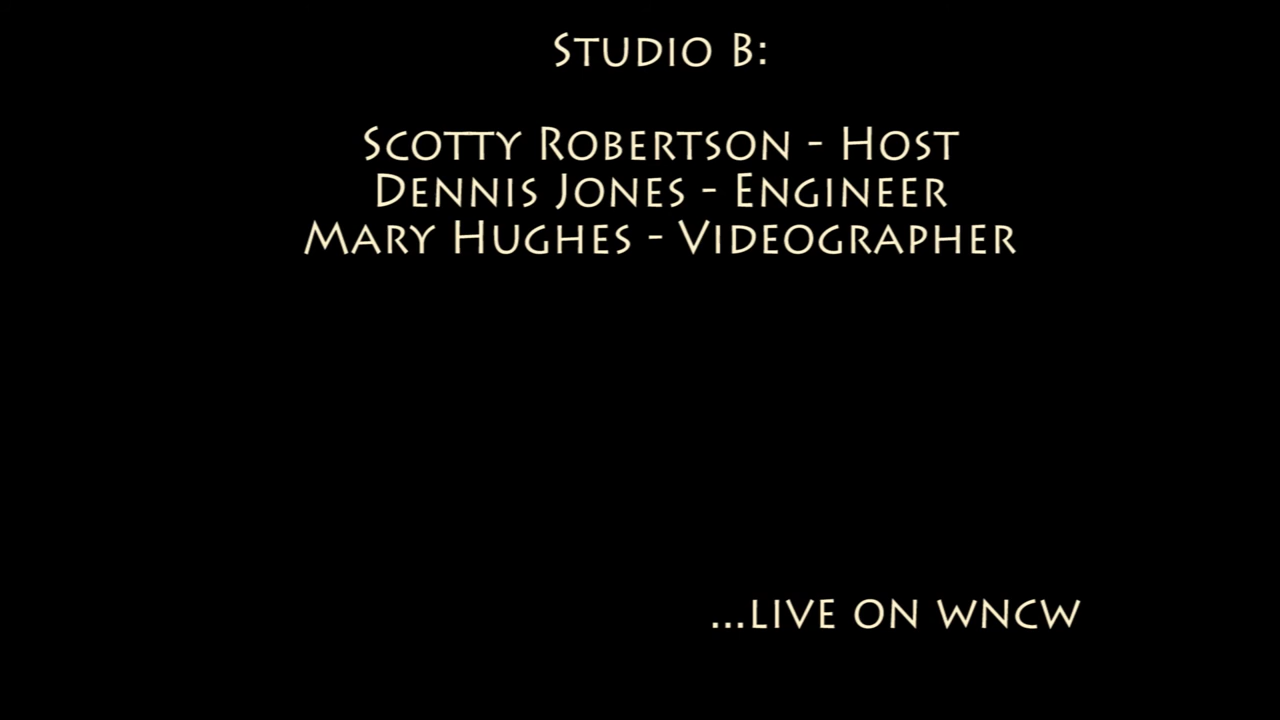 Studio B:
Scotty Robertson - Host
Dennis Jones - Engineer
Mary Hughes - Videographer
...live on wncw